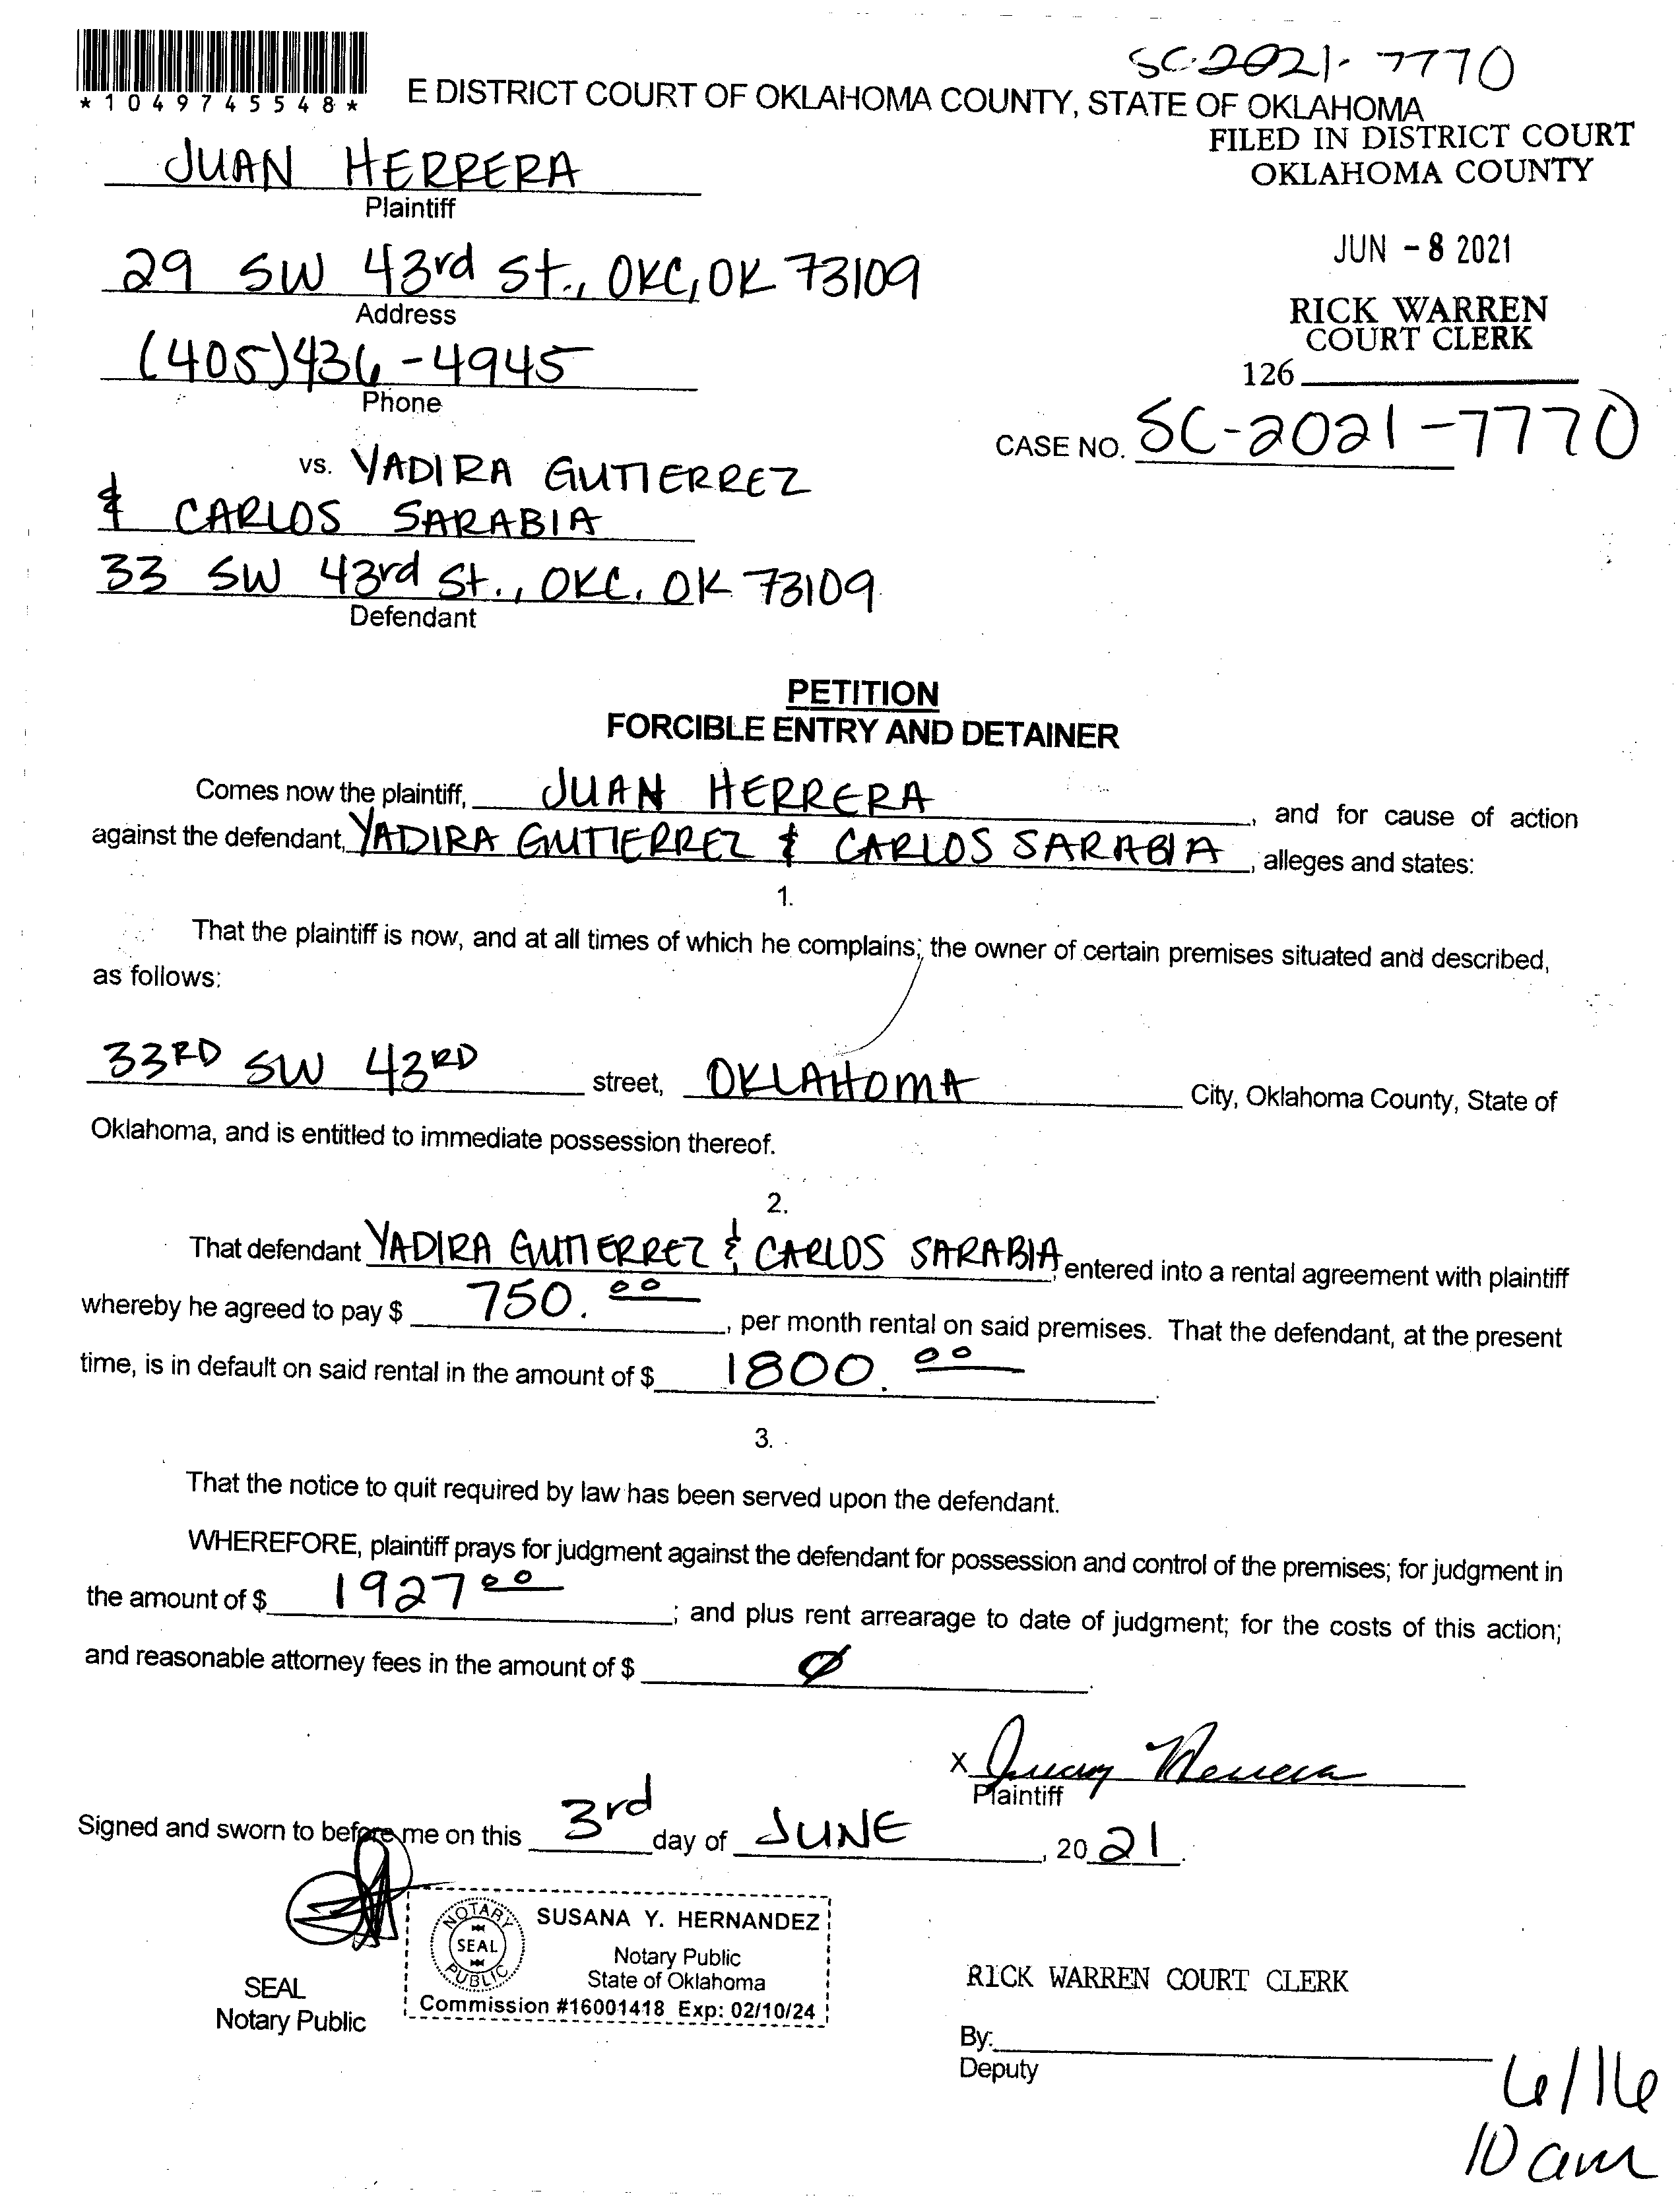 SC-2021-7770
*1049745548*
E DISTRICT COURT OF OKLAHOMA COUNTY, STATE OF OKLAHOMA
FILED IN DISTRICT COURT
OKLAHOMA COUNTY
JUAN HERRERA
Plaintiff
JUN -8 2021
29 SW 43rd St., OKC, OK 73109
Address
RICK WARREN
COURT CLERK
(405)436-4945
126
Phone
CASE NO. SC-2021-7770
vs. YADIRA GUTIERREZ
& CARLOS SARABIA
33 SW 43rd St., OKC, OK 73109
Defendant
PETITION
FORCIBLE ENTRY AND DETAINER
Comes now the plaintiff, JUAN HERRERA, and for cause of action
against the defendant, YADIRA GUTIERREZ & CARLOS SARABIA, alleges and states:
1.
That the plaintiff is now, and at all times of which he complains; the owner of certain premises situated and described,
as follows:
33RD SW 43RD street, OKLAHOMA City, Oklahoma County, State of
Oklahoma, and is entitled to immediate possession thereof.
2.
That defendant YADIRA GUTIERREZ & CARLOS SARABIA, entered into a rental agreement with plaintiff
whereby he agreed to pay $ 750.00, per month rental on said premises. That the defendant, at the present
time, is in default on said rental in the amount of $ 1800.00.
3.
That the notice to quit required by law has been served upon the defendant.
WHEREFORE, plaintiff prays for judgment against the defendant for possession and control of the premises; for judgment in
the amount of $ 1927 00; and plus rent arrearage to date of judgment; for the costs of this action;
and reasonable attorney fees in the amount of $ Ø.
X Juan Herrera
Plaintiff
Signed and sworn to before me on this 3rd day of JUNE, 2021.
NOTARY PUBLIC
SEAL
SUSANA Y. HERNANDEZ
Notary Public
State of Oklahoma
Commission #16001418 Exp: 02/10/24
SEAL
Notary Public
RICK WARREN COURT CLERK
By:
Deputy
6/16
10 am